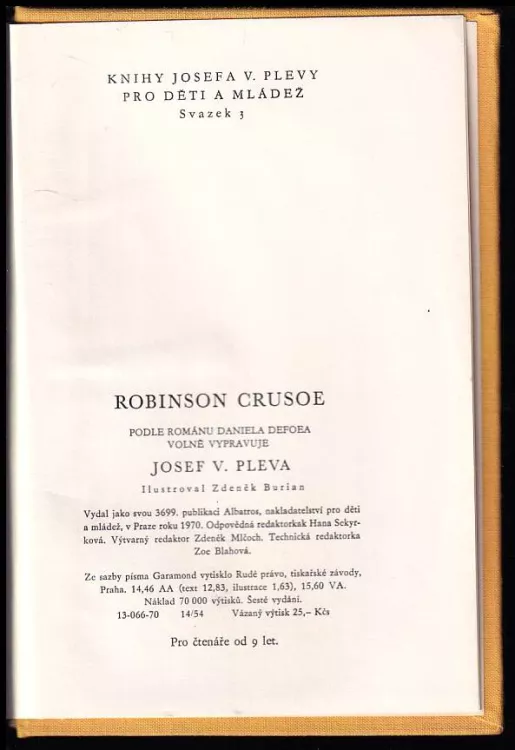 KNIHY JOSEFA V. PLEVY
PRO DĚTI A MLÁDEŽ
Svazek 3
ROBINSON CRUSOE
PODLE ROMÁNU DANIELA DEFOEA
VOLNĚ VYPRAVUJE
JOSEF V. PLEVA
Ilustroval Zdeněk Burian
Vydal jako svou 3699. publikaci Albatros, nakladatelství pro děti
a mládež, v Praze roku 1970. Odpovědná redaktorkak Hana Sekyr-
ková. Výtvarný redaktor Zdeněk Mlčoch. Technická redaktorka
Zoe Blahová.
Ze sazby písma Garamond vytisklo Rudé právo, tiskařské závody,
Praha. 14,46 AA (text 12,83, ilustrace 1,63), 15,60 VA.
Náklad 70 000 výtisků. Šesté vydání.
13-066-70 14/54 Vázaný výtisk 25,– Kčs
Pro čtenáře od 9 let.